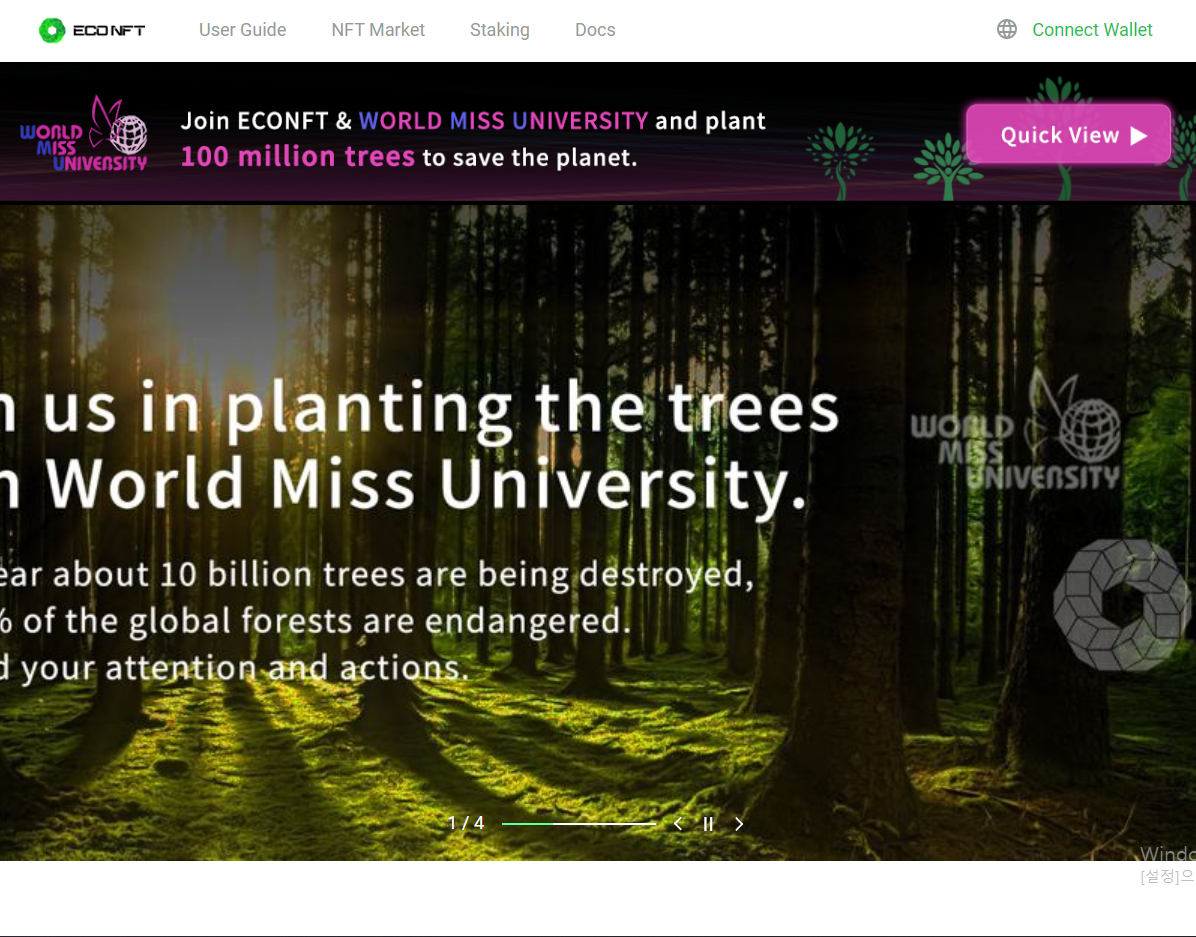 ECO NFT
User Guide
NFT Market
Staking
Docs
Connect Wallet
WORLD
MISS
UNIVERSITY
Join ECONFT & WORLD MISS UNIVERSITY and plant
100 million trees to save the planet.
Quick View
us in planting the trees
World Miss University.
about 10 billion trees are being destroyed,
% of the global forests are endangered.
your attention and actions.
WORLD
MISS
UNIVERSITY
1 / 4
[설정]으